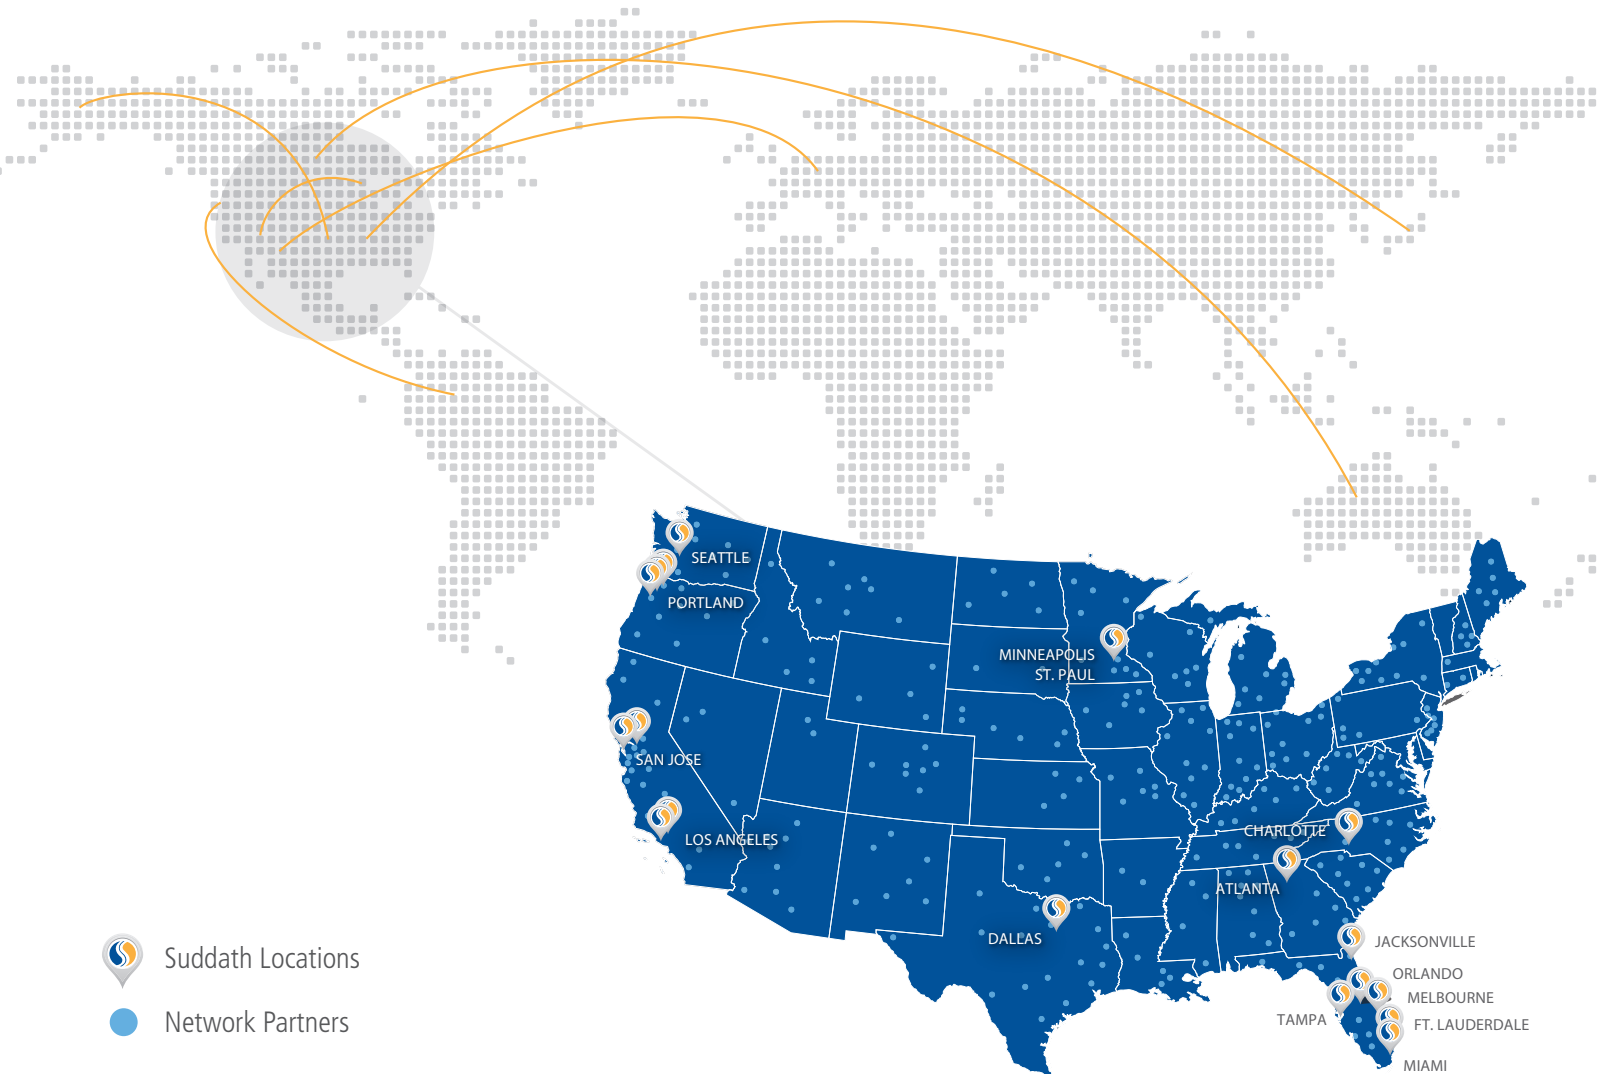 SEATTLE
PORTLAND
MINNEAPOLIS
ST. PAUL
SAN JOSE
LOS ANGELES
CHARLOTTE
ATLANTA
DALLAS
JACKSONVILLE
ORLANDO
MELBOURNE
TAMPA
FT. LAUDERDALE
MIAMI
Suddath Locations
Network Partners